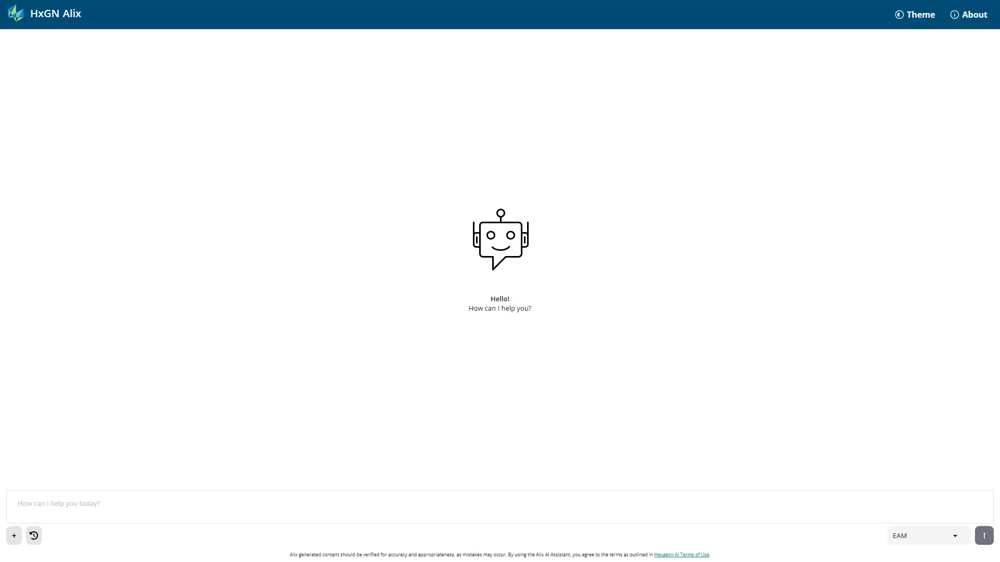 HxGN Alix
Theme
About
Hello!
How can I help you?
How can I help you today?
+
EAM
Alix generated content should be verified for accuracy and appropriateness, as mistakes may occur. By using the Alix AI Assistant, you agree to the terms as outlined in Hexagon AI Terms of Use.